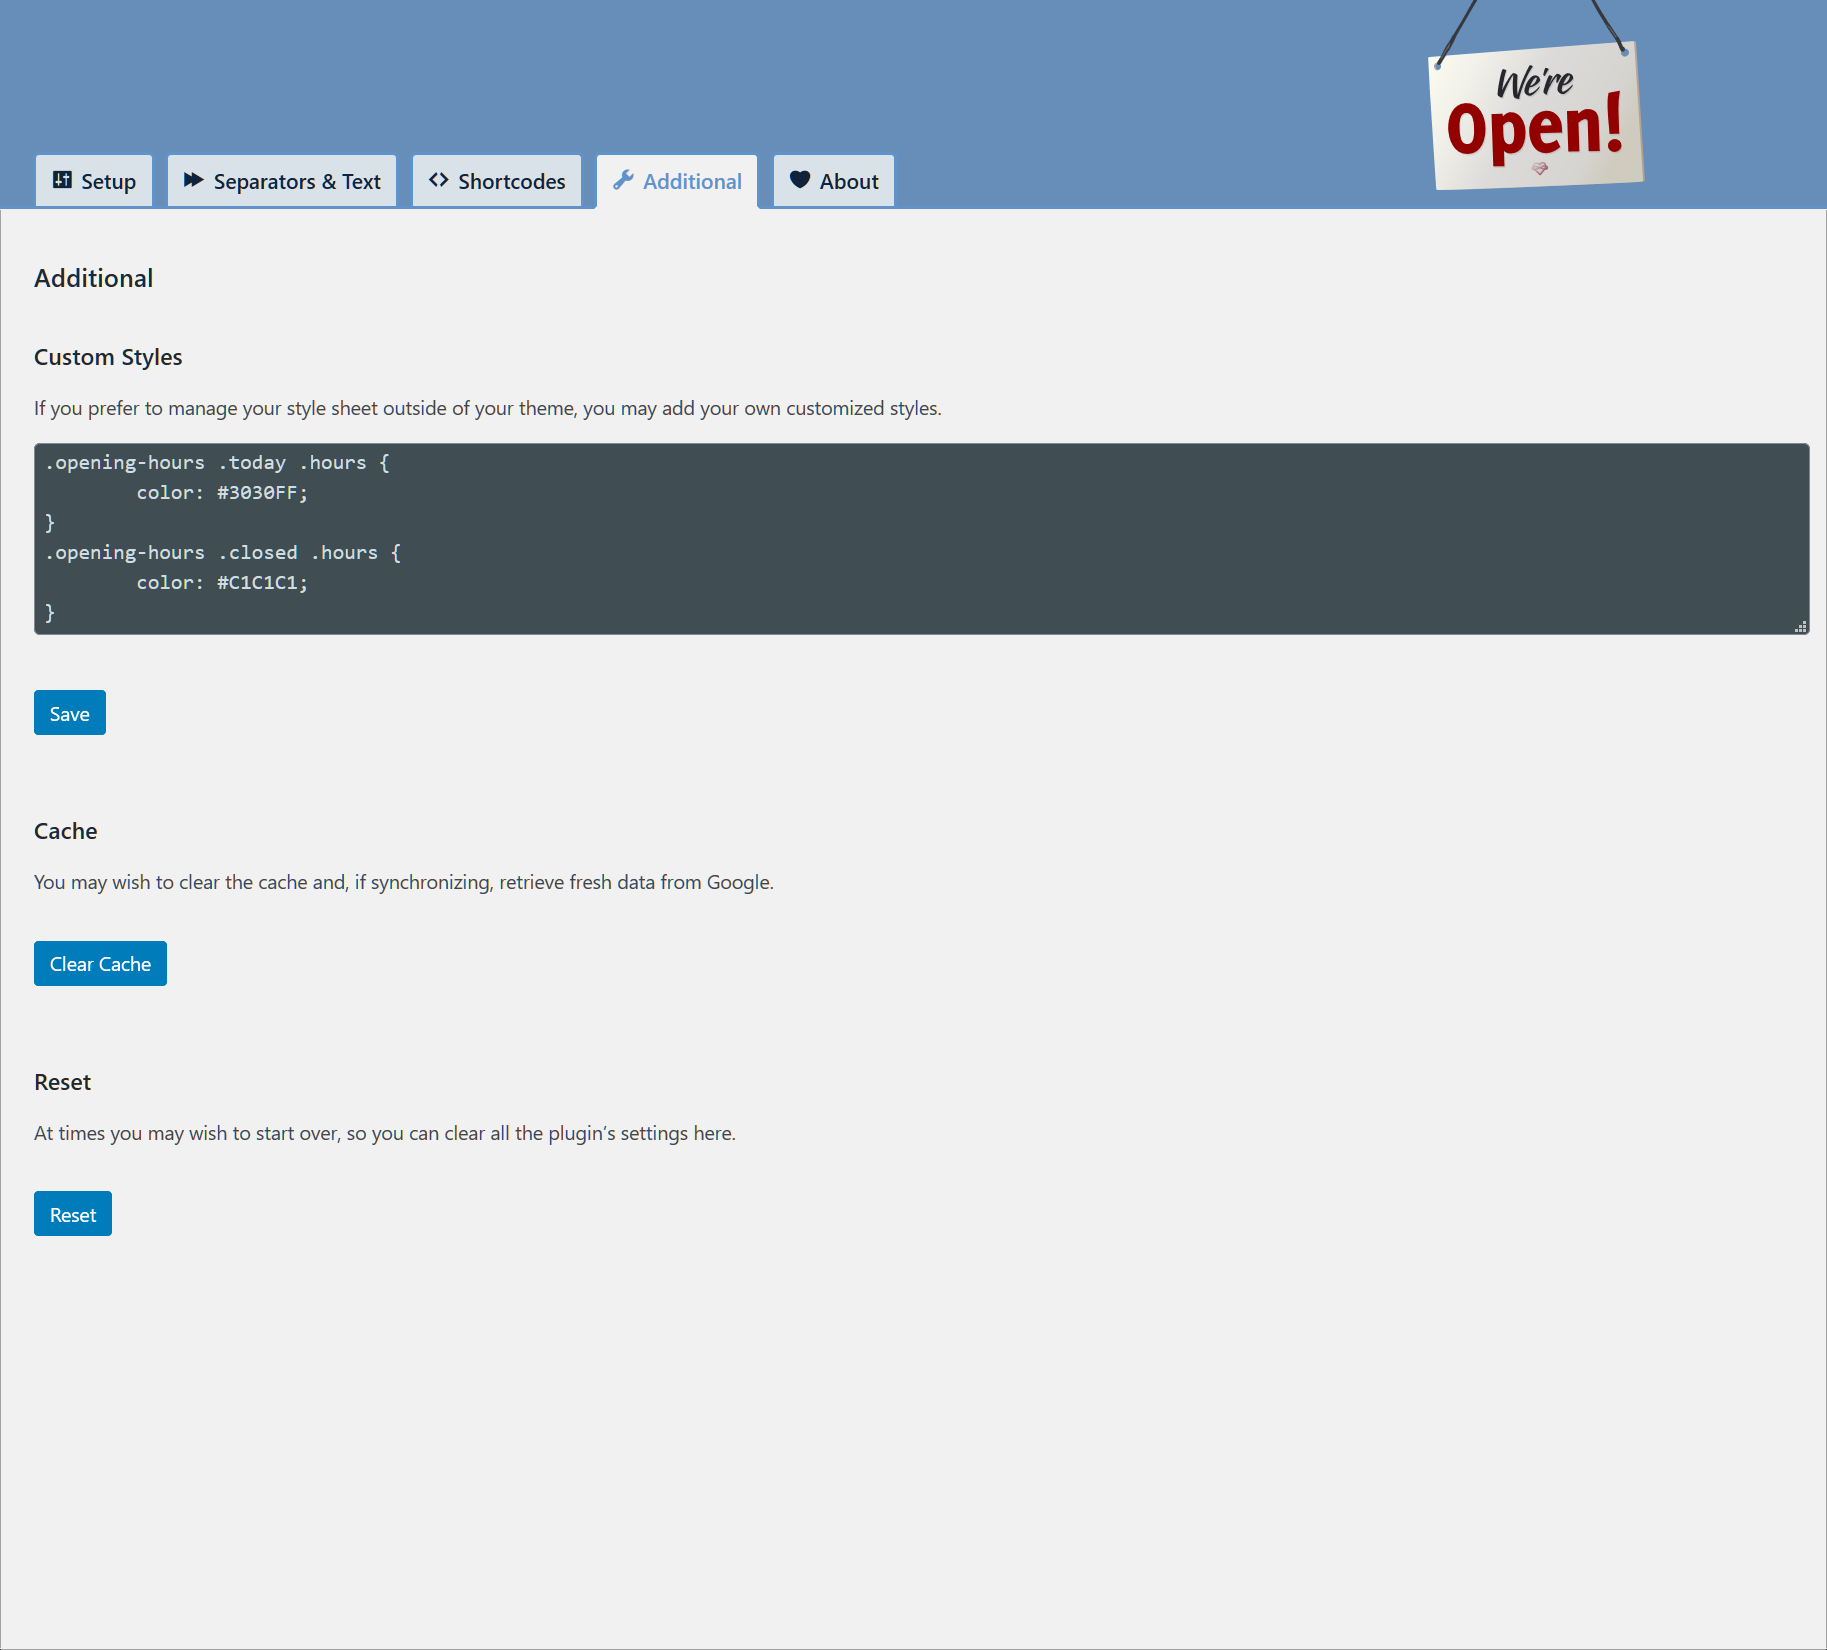 We're
Open!
Setup
Separators & Text
Shortcodes
Additional
About
Additional
Custom Styles
If you prefer to manage your style sheet outside of your theme, you may add your own customized styles.
.opening-hours .today .hours {
        color: #3030FF;
}
.opening-hours .closed .hours {
        color: #C1C1C1;
}
Save
Cache
You may wish to clear the cache and, if synchronizing, retrieve fresh data from Google.
Clear Cache
Reset
At times you may wish to start over, so you can clear all the plugin’s settings here.
Reset